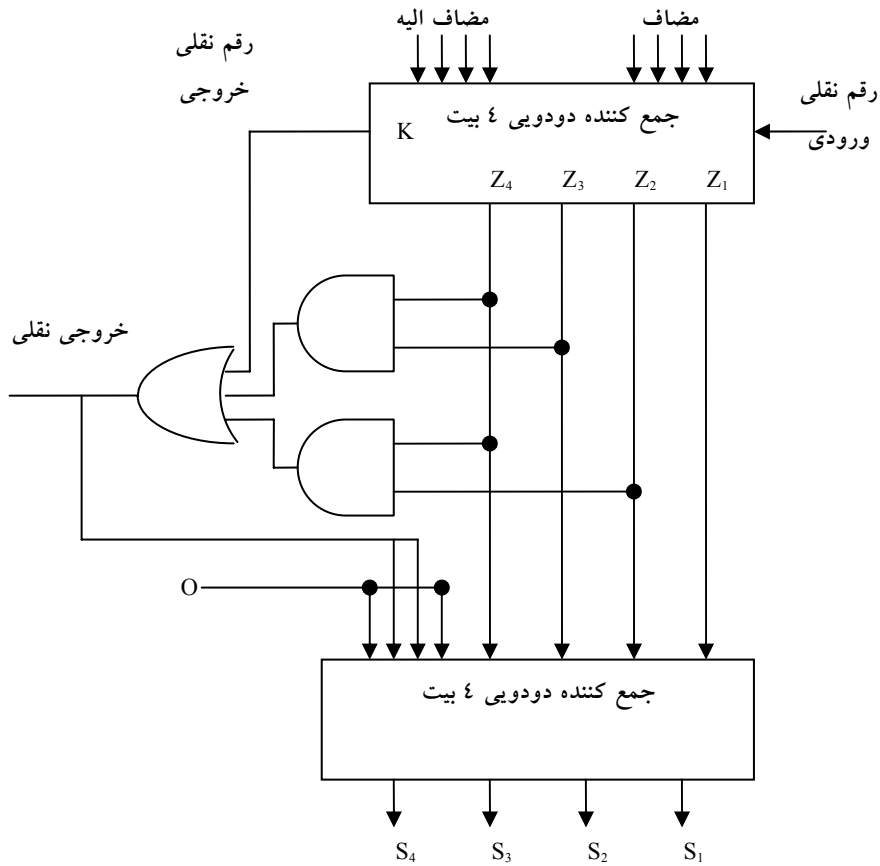 مضاف
مضاف الیه
رقم نقلی
خروجی
رقم نقلی
ورودی
جمع کننده دودویی ٤ بیت
K
Z4 Z3 Z2 Z1
خروجی نقلی
O
جمع کننده دودویی ٤ بیت
S4 S3 S2 S1